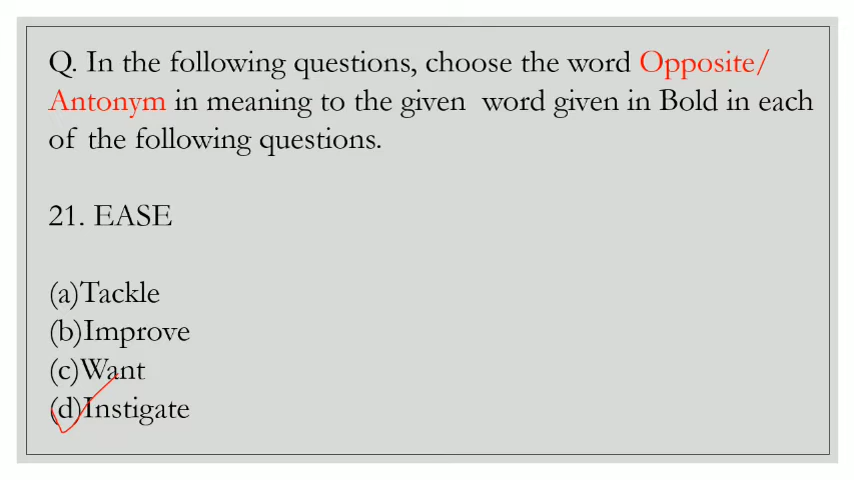 Q. In the following questions, choose the word Opposite/
Antonym in meaning to the given word given in Bold in each
of the following questions.
21. EASE
(a)Tackle
(b)Improve
(c)Want
(d)Instigate